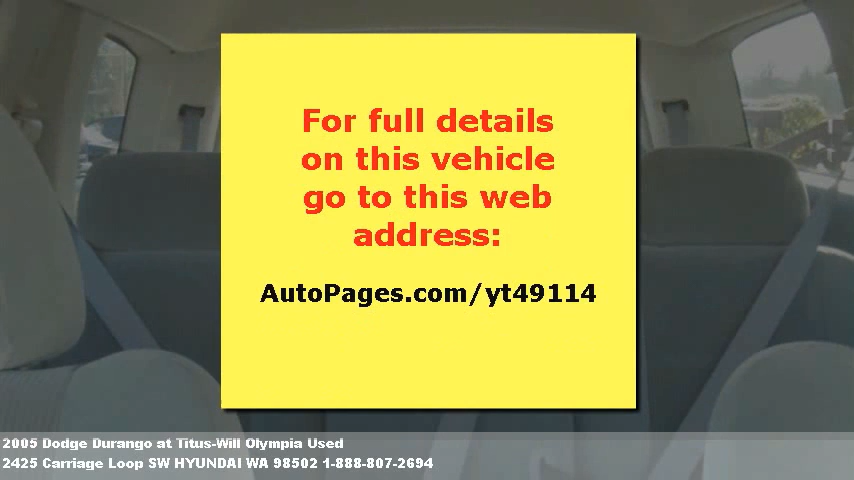 For full details
on this vehicle
go to this web
address:
AutoPages.com/yt49114
2005 Dodge Durango at Titus-Will Olympia Used
2425 Carriage Loop SW HYUNDAI WA 98502 1-888-807-2694